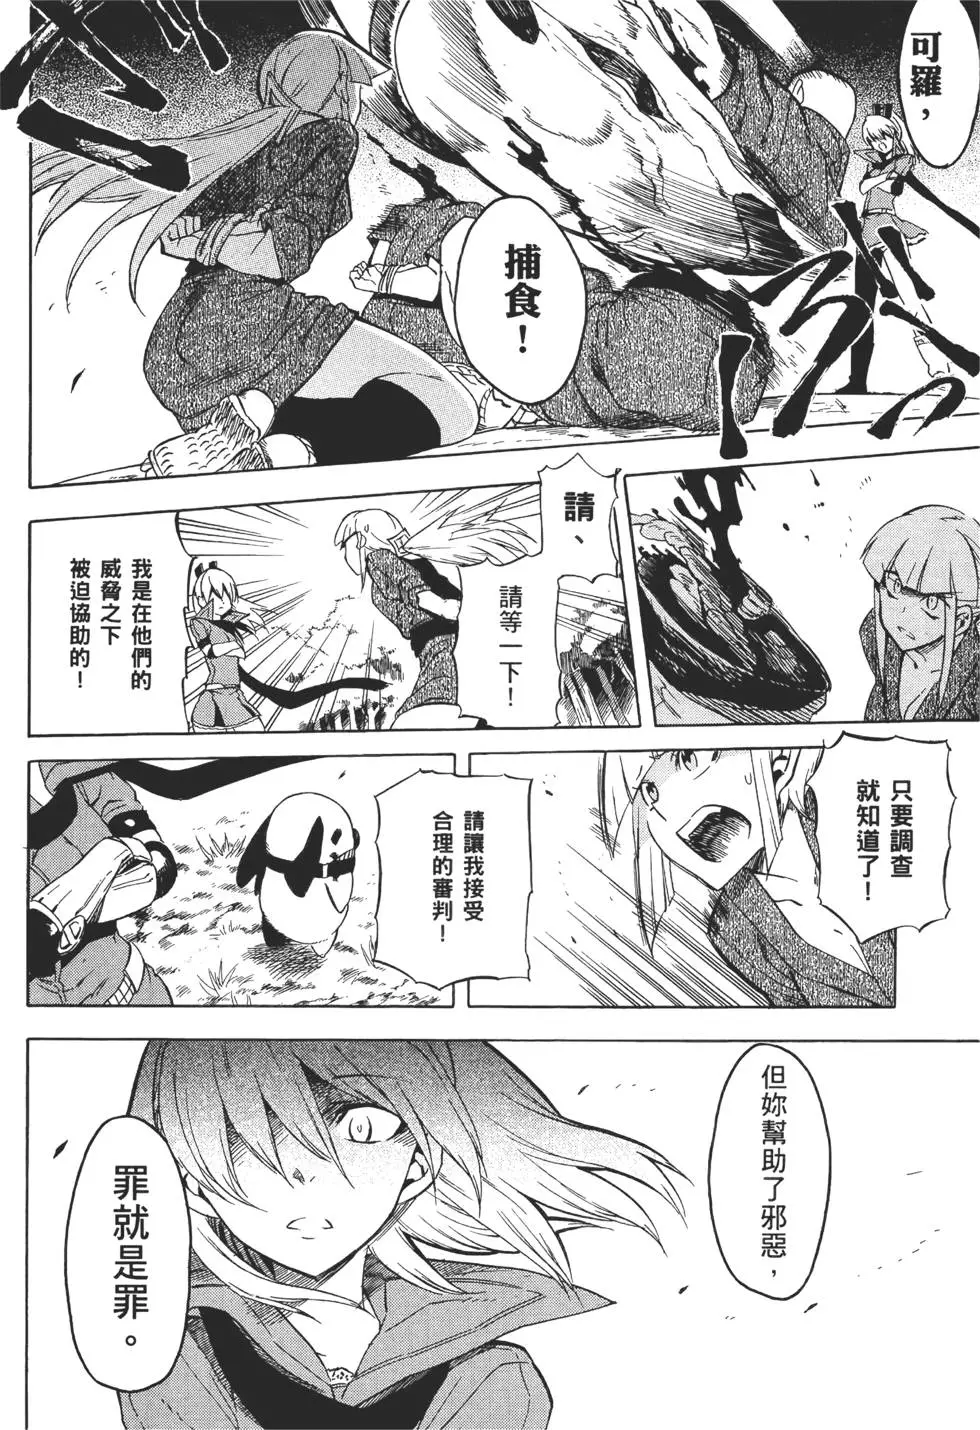 可羅，
捕食！
請、
請等一下！
我是在他們的
威脅之下
被迫協助的！
只要調查
就知道了！
請讓我接受
合理的審判！
但妳幫助了邪惡，
罪就是罪。